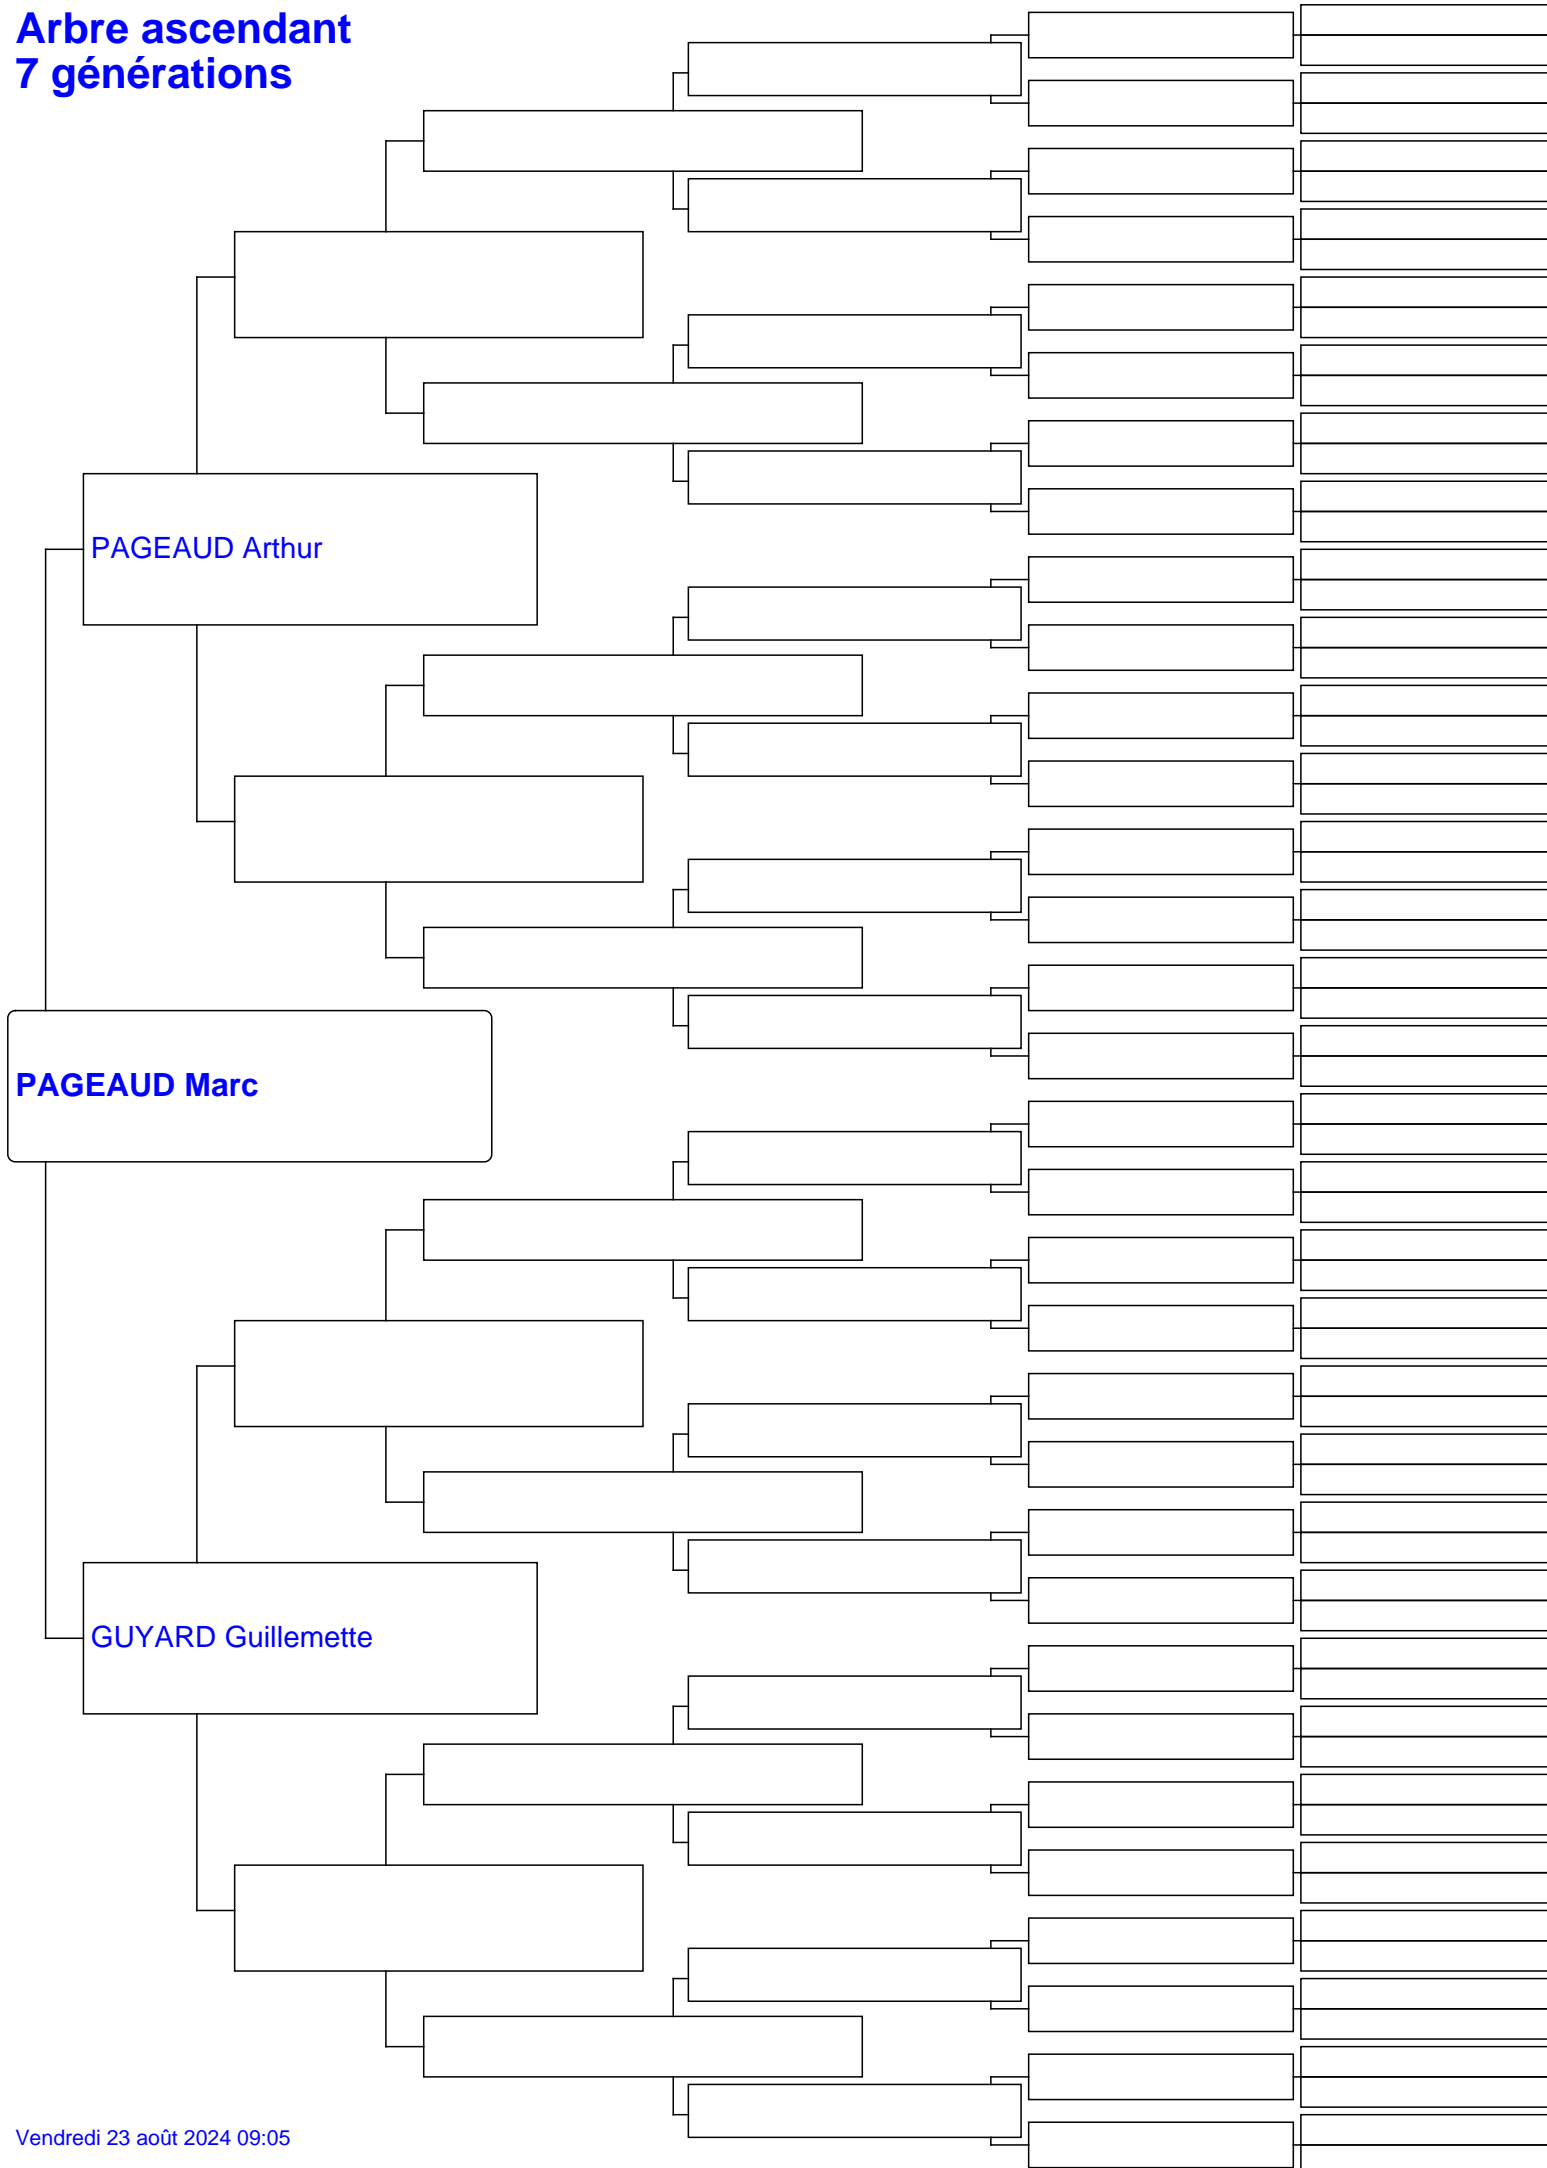 Arbre ascendant
7 générations
PAGEAUD Arthur
PAGEAUD Marc
GUYARD Guillemette
Vendredi 23 août 2024 09:05